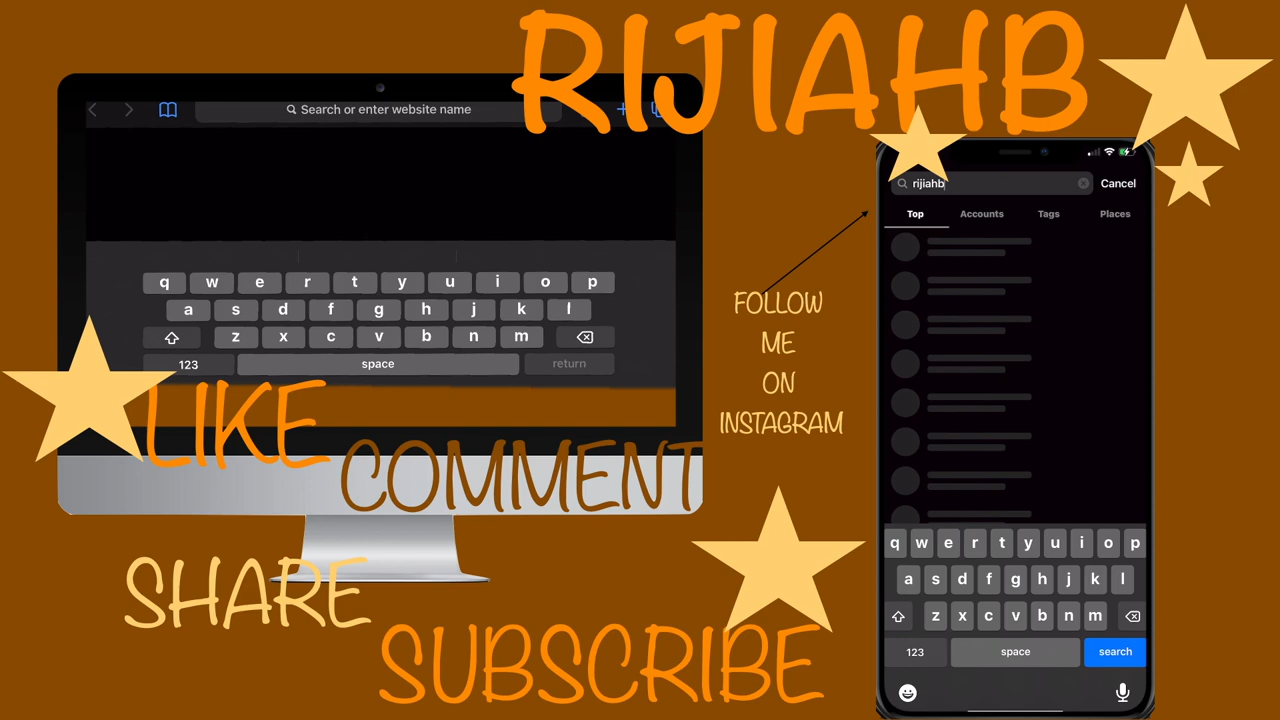 RIJIAHB
Search or enter website name
q w e r t y u i o p
a s d f g h j k l
z x c v b n m
123 space return
LIKE
COMMENT
SHARE
SUBSCRIBE
FOLLOW
ME
ON
INSTAGRAM
rijiahb Cancel
Top Accounts Tags Places
q w e r t y u i o p
a s d f g h j k l
z x c v b n m
123 space search